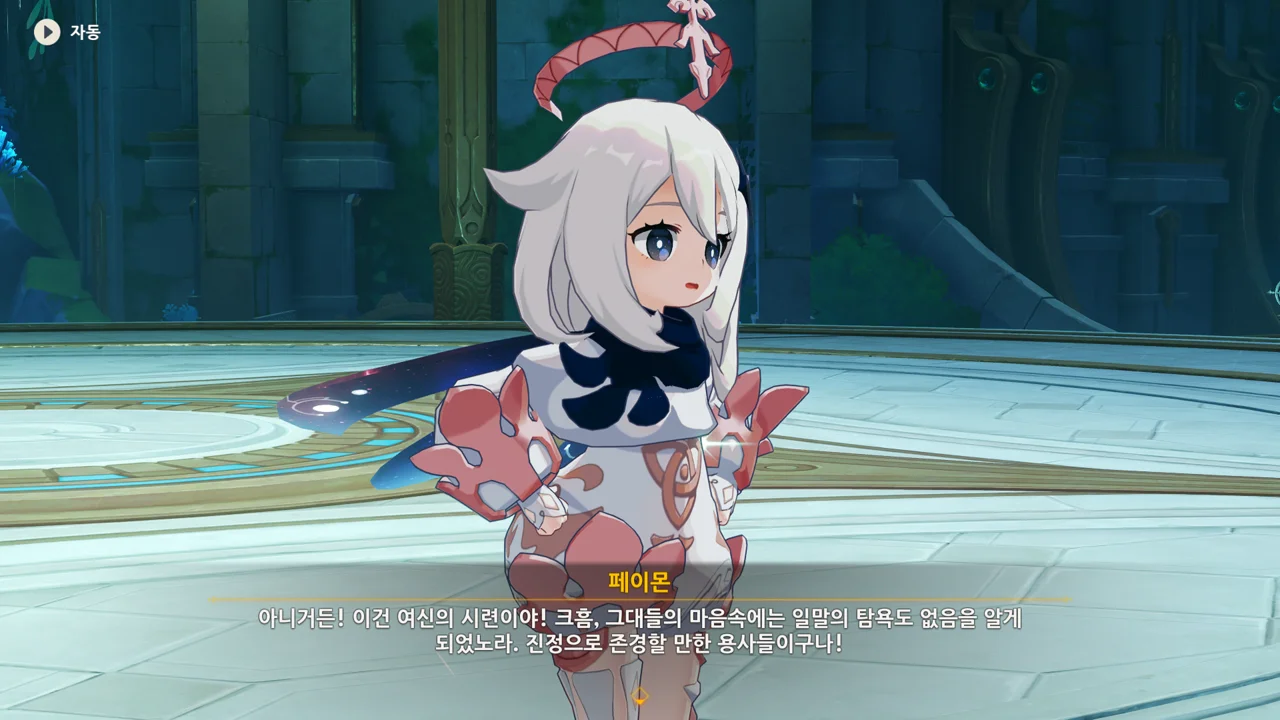 자동
페이몬
아니거든! 이건 여신의 시련이야! 크흠, 그대들의 마음속에는 일말의 탐욕도 없음을 알게
되었노라. 진정으로 존경할 만한 용사들이구나!